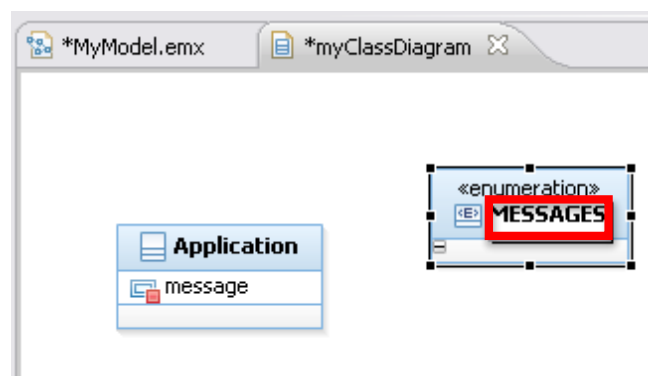 *MyModel.emx
*myClassDiagram
«enumeration»
<E> MESSAGES
Application
message